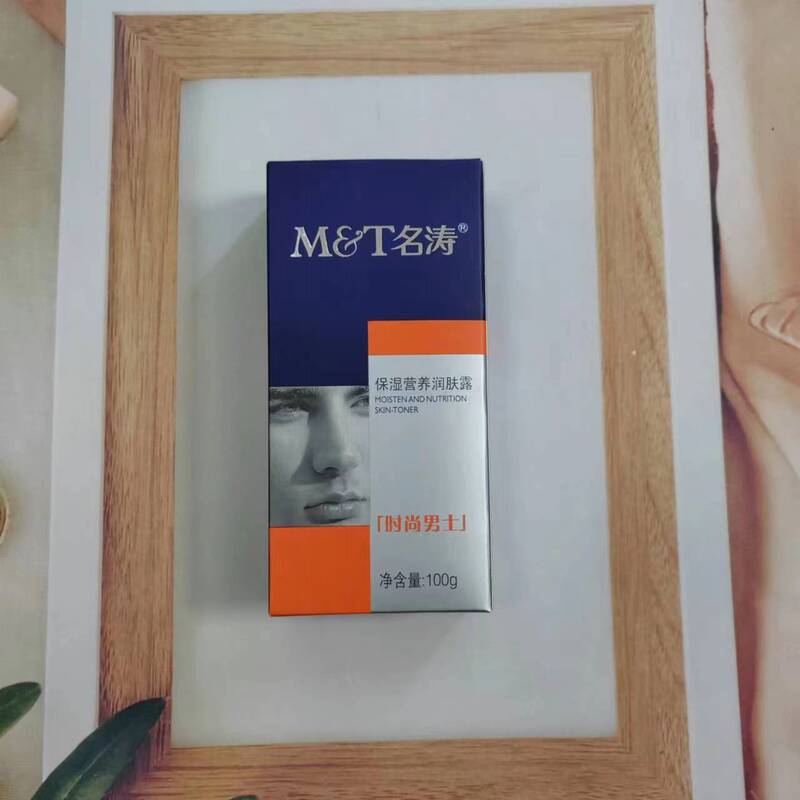 M&T名涛®
保湿营养润肤露
MOISTEN AND NUTRITION
SKIN-TONER
「时尚男士」
净含量:100g